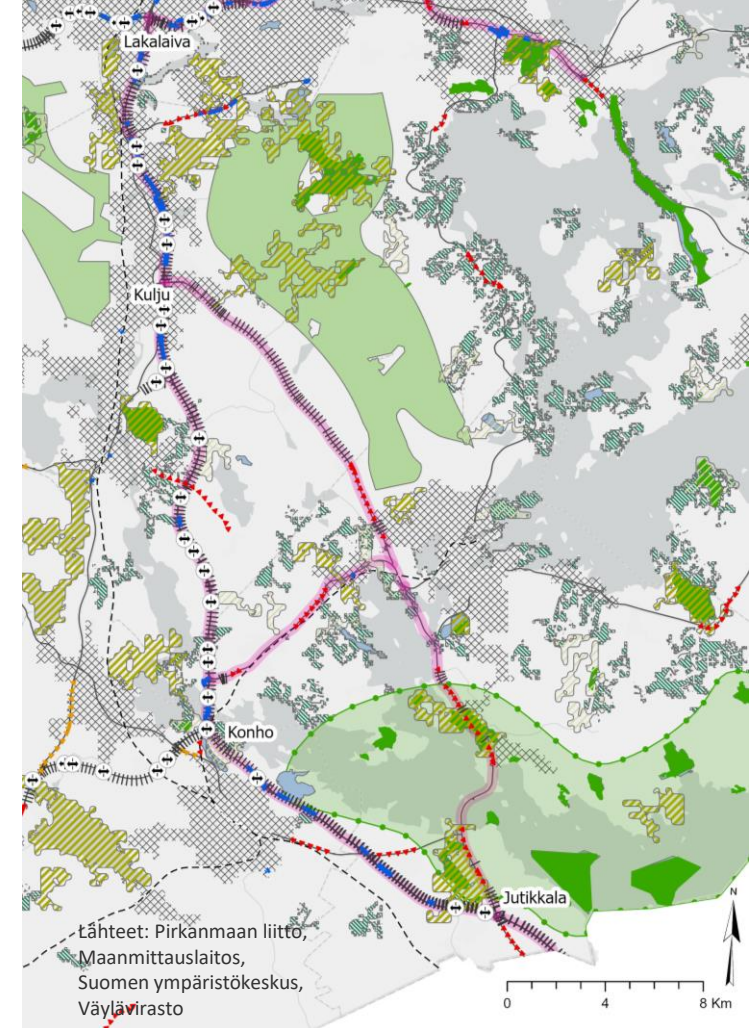 Lakalaiva
Kulju
Konho
Jutikkala
Lähteet: Pirkanmaan liitto,
Maanmittauslaitos,
Suomen ympäristökeskus,
Väylävirasto
N
0 4 8 Km